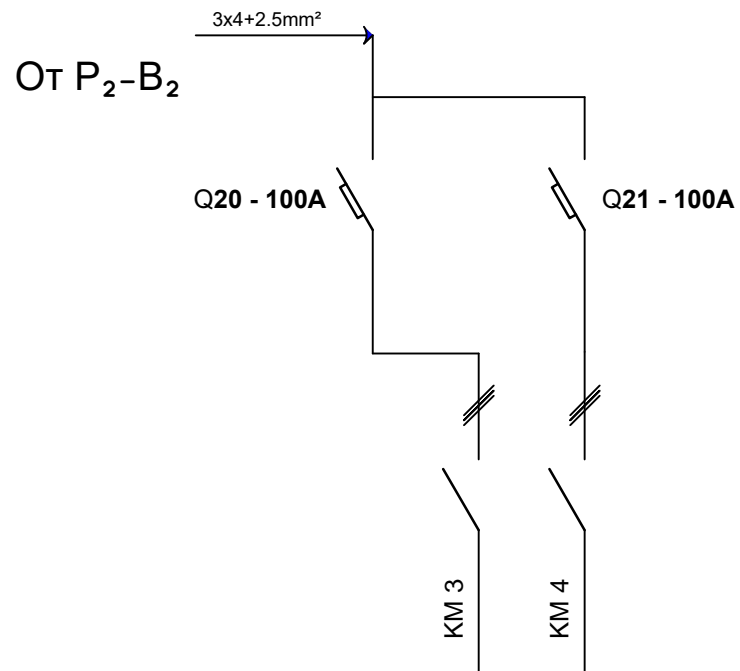 3x4+2.5mm²
От P₂-B₂
Q20 - 100A
Q21 - 100A
KM 3
KM 4